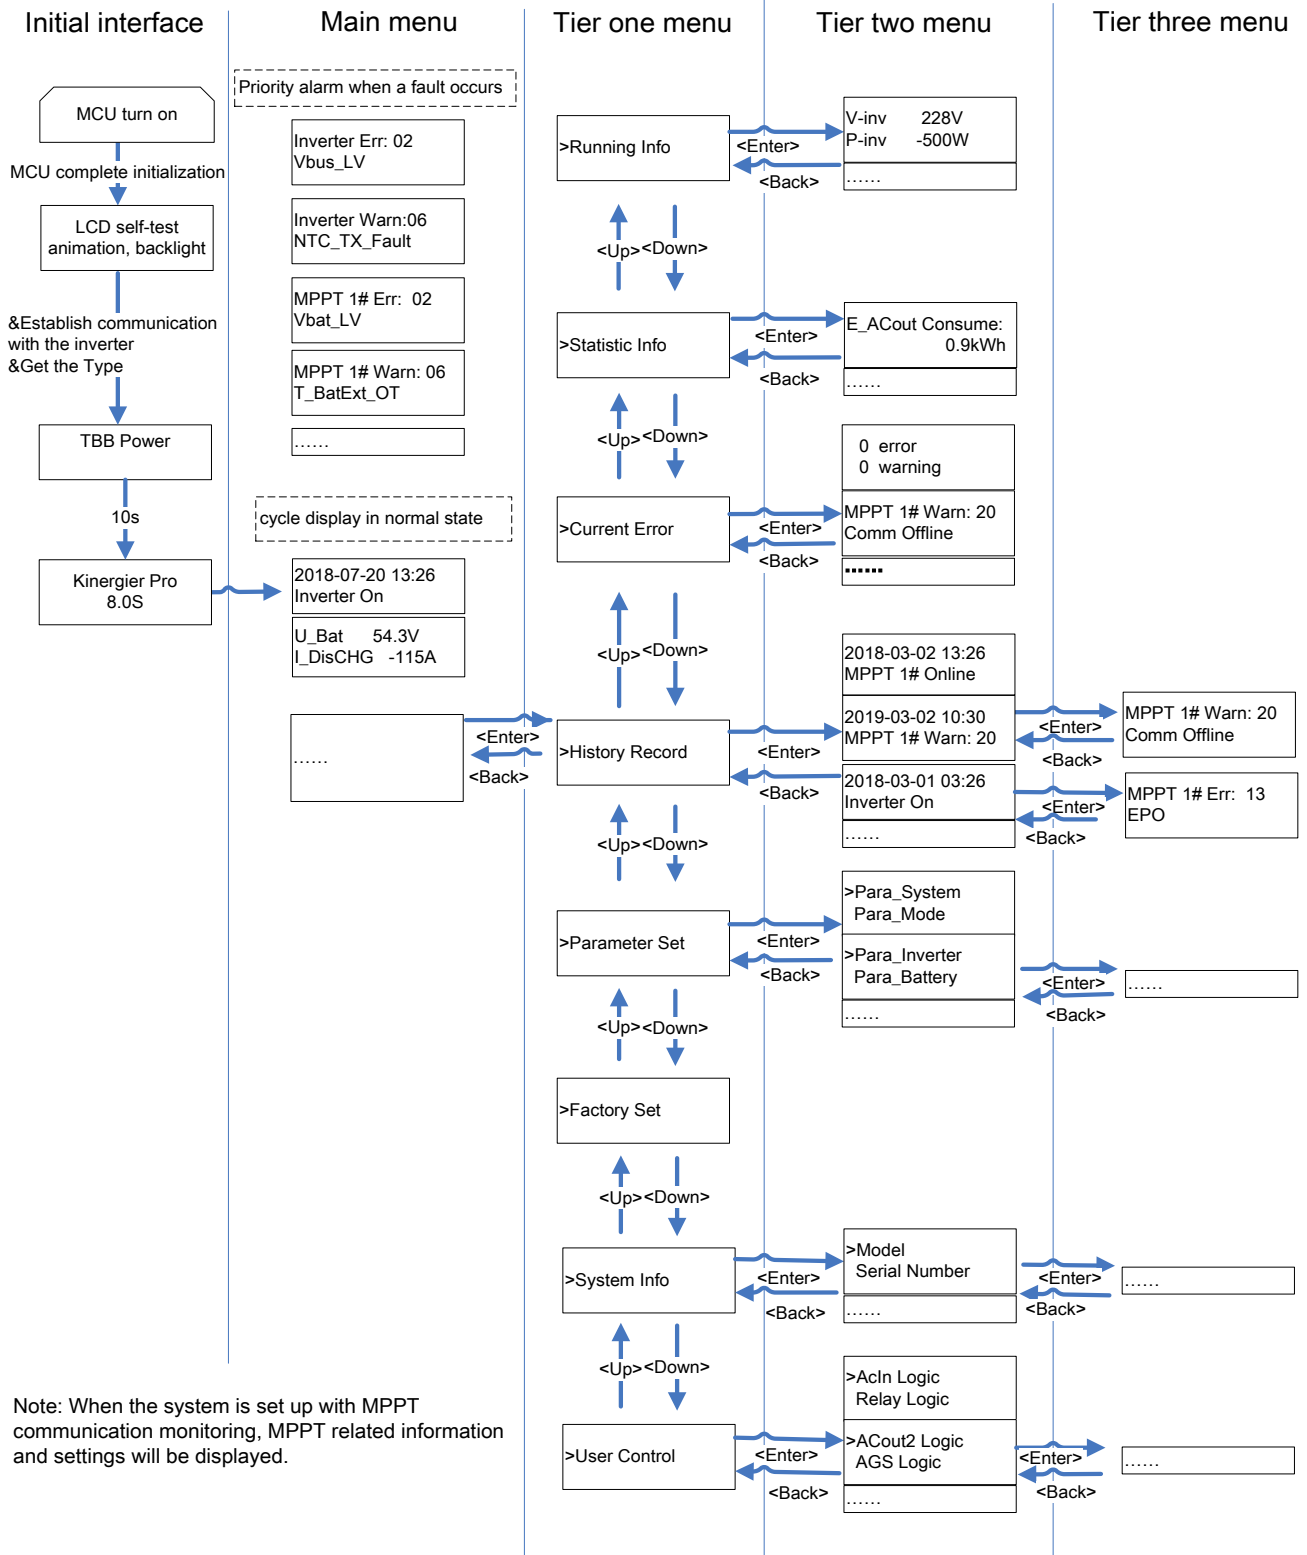 Initial interface
Main menu
Tier one menu
Tier two menu
Tier three menu
MCU turn on
MCU complete initialization
LCD self-test
animation, backlight
&Establish communication
with the inverter
&Get the Type
TBB Power
10s
Kinergier Pro
8.0S
Priority alarm when a fault occurs
Inverter Err: 02
Vbus_LV
Inverter Warn:06
NTC_TX_Fault
MPPT 1# Err: 02
Vbat_LV
MPPT 1# Warn: 06
T_BatExt_OT
......
cycle display in normal state
2018-07-20 13:26
Inverter On
U_Bat 54.3V
I_DisCHG -115A
......
<Enter>
<Back>
>Running Info
<Enter>
<Back>
V-inv 228V
P-inv -500W
......
<Up>
<Down>
>Statistic Info
<Enter>
<Back>
E_ACout Consume:
0.9kWh
......
<Up>
<Down>
>Current Error
<Enter>
<Back>
0 error
0 warning
MPPT 1# Warn: 20
Comm Offline
......
<Up>
<Down>
>History Record
<Enter>
<Back>
2018-03-02 13:26
MPPT 1# Online
2019-03-02 10:30
MPPT 1# Warn: 20
2018-03-01 03:26
Inverter On
......
<Enter>
<Back>
MPPT 1# Warn: 20
Comm Offline
<Enter>
<Back>
MPPT 1# Err: 13
EPO
<Up>
<Down>
>Parameter Set
<Enter>
<Back>
>Para_System
Para_Mode
>Para_Inverter
Para_Battery
......
<Enter>
<Back>
......
<Up>
<Down>
>Factory Set
<Up>
<Down>
>System Info
<Enter>
<Back>
>Model
Serial Number
......
<Enter>
<Back>
......
<Up>
<Down>
>User Control
<Enter>
<Back>
>AcIn Logic
Relay Logic
>ACout2 Logic
AGS Logic
......
<Enter>
<Back>
......
Note: When the system is set up with MPPT
communication monitoring, MPPT related information
and settings will be displayed.